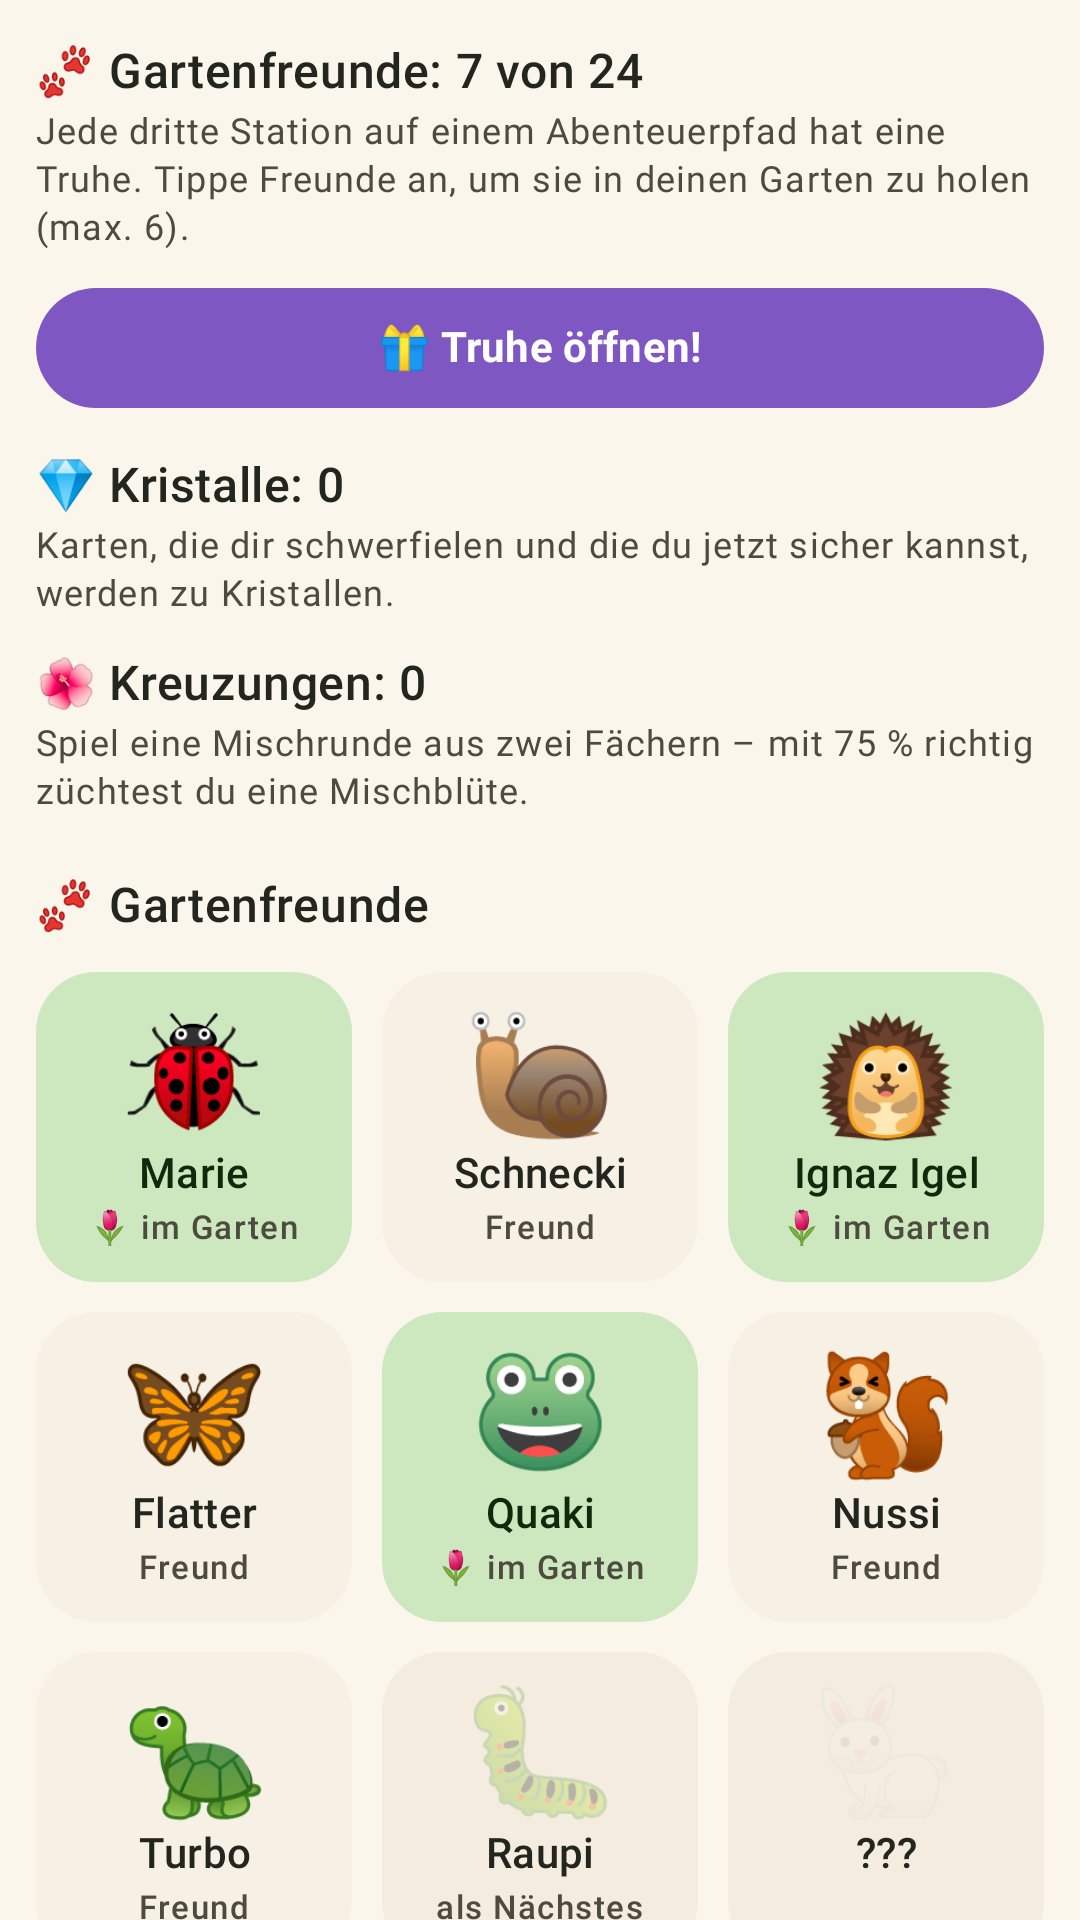 Gartenfreunde: 7 von 24
Jede dritte Station auf einem Abenteuerpfad hat eine
Truhe. Tippe Freunde an, um sie in deinen Garten zu holen
(max. 6).
Truhe öffnen!
Kristalle: 0
Karten, die dir schwerfielen und die du jetzt sicher kannst,
werden zu Kristallen.
Kreuzungen: 0
Spiel eine Mischrunde aus zwei Fächern – mit 75 % richtig
züchtest du eine Mischblüte.
Gartenfreunde
Marie
im Garten
Schnecki
Freund
Ignaz Igel
im Garten
Flatter
Freund
Quaki
im Garten
Nussi
Freund
Turbo
Freund
Raupi
als Nächstes
???